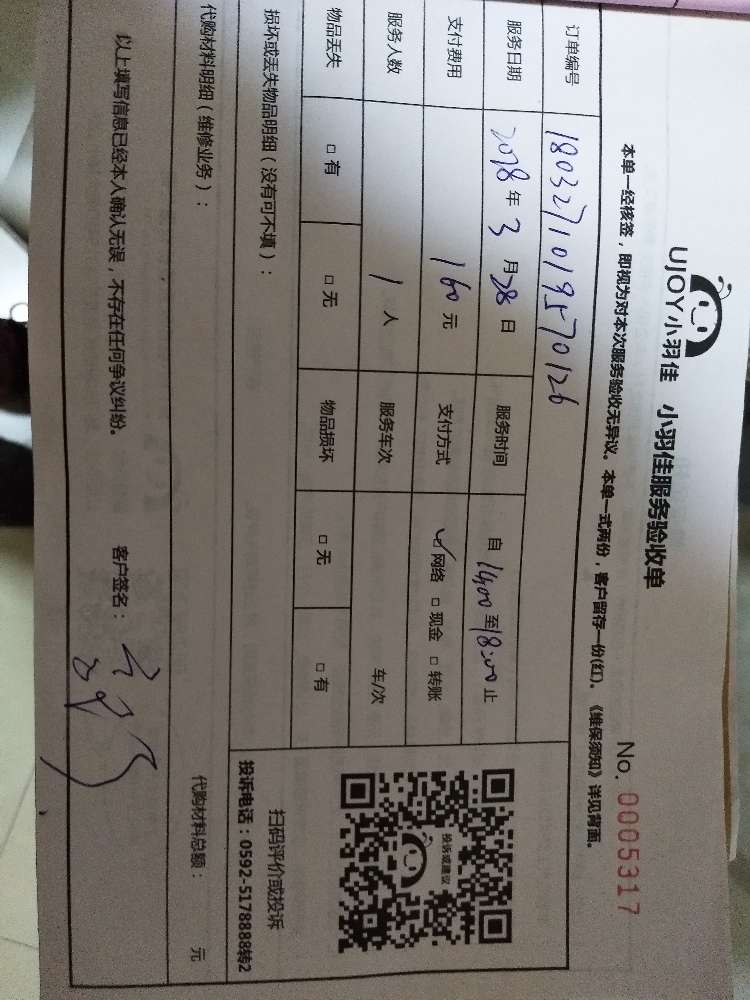 UJOY小羽佳 小羽佳服务验收单
No. 0005317
本单一经核签，即视为对本次服务验收无异议。本单一式两份，客户留存一份(红)。《维保须知》详见背面。
订单编号 1803271019570126
服务日期 2018年3月28日 服务时间 自14:00至18:00止
支付费用 160元 支付方式 ☑网络 □现金 □转账
服务人数 1人 服务车次 车/次
物品丢失 □有 □无 物品损坏 □无 □有
投诉或建议
扫码评价或投诉
投诉电话：0592-5178888转2
损坏或丢失物品明细（没有可不填）：
代购材料明细（维修业务）： 代购材料总额： 元
以上填写信息已经本人确认无误，不存在任何争议纠纷。 客户签名：